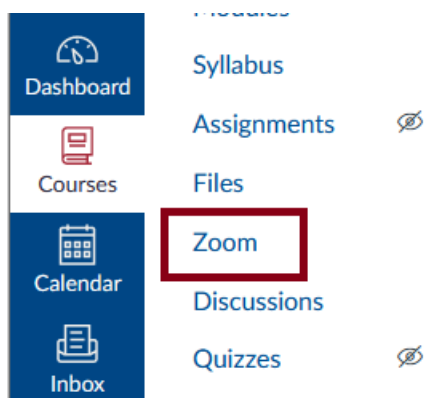 Dashboard
Courses
Calendar
Inbox
Syllabus
Assignments
Files
Zoom
Discussions
Quizzes